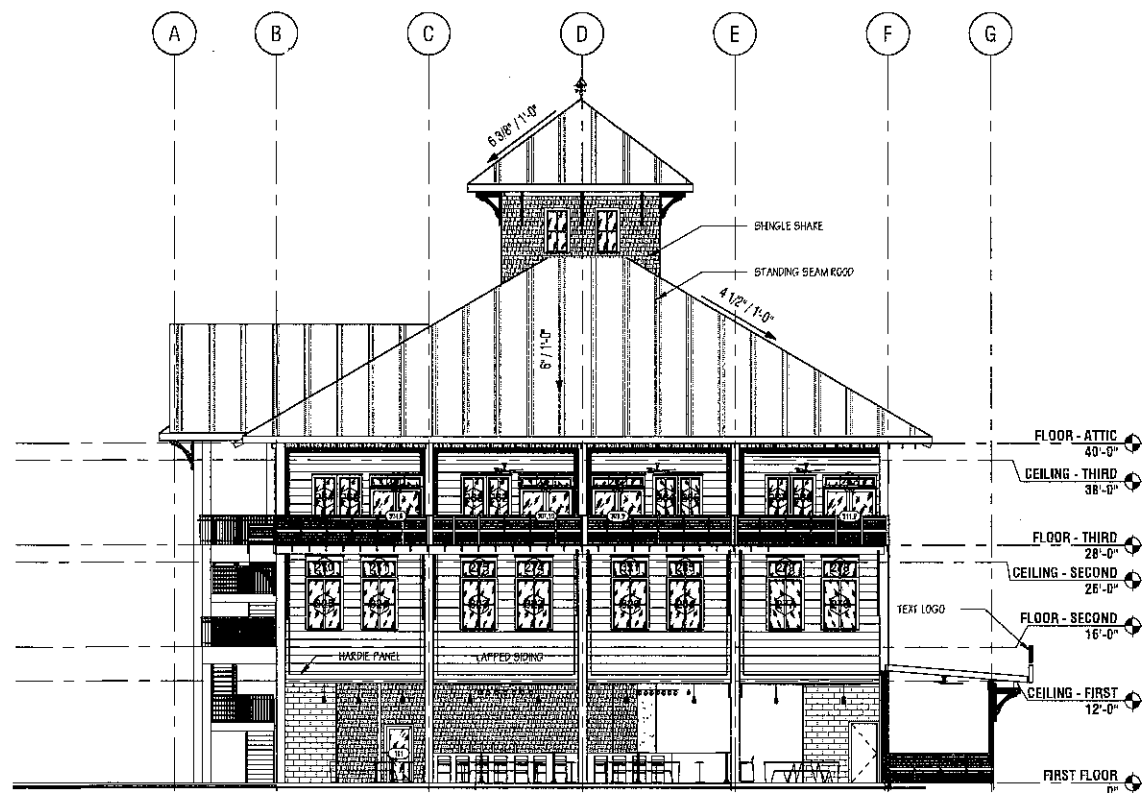 A B C D E F G
6 3/8" / 1'-0"
SHINGLE SHAKE
STANDING SEAM ROOD
4 1/2" / 1'-0"
6" / 1'-0"
FLOOR - ATTIC
40'-0"
CEILING - THIRD
38'-0"
FLOOR - THIRD
28'-0"
CEILING - SECOND
26'-0"
TEXT LOGO
FLOOR - SECOND
16'-0"
HARDIE PANEL
LAPPED SIDING
CEILING - FIRST
12'-0"
FIRST FLOOR
0"